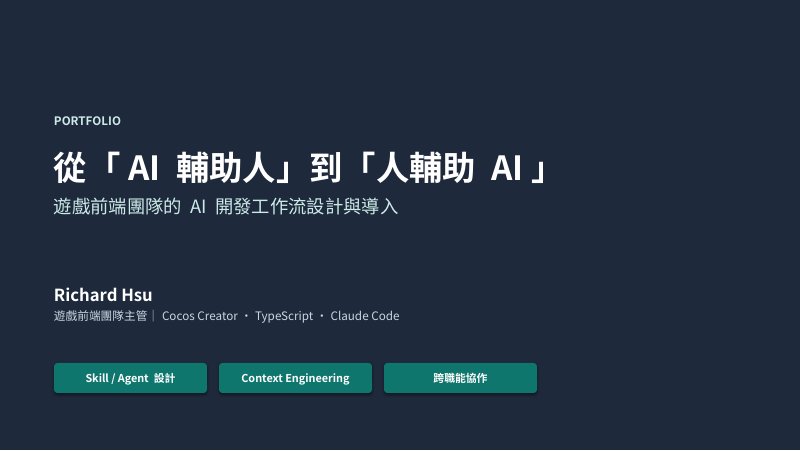 PORTFOLIO
從「AI 輔助人」到「人輔助 AI」
遊戲前端團隊的 AI 開發工作流設計與導入
Richard Hsu
遊戲前端團隊主管｜ Cocos Creator ・ TypeScript ・ Claude Code
Skill / Agent 設計
Context Engineering
跨職能協作